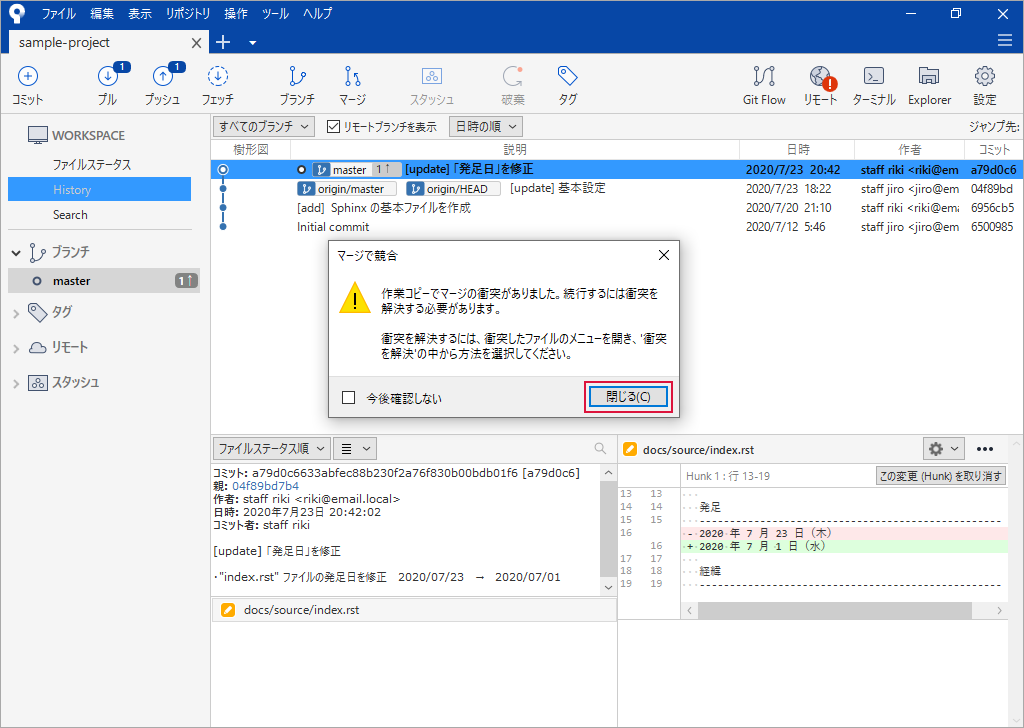 ファイル 編集 表示 リポジトリ 操作 ツール ヘルプ
sample-project
コミット
1
プル
1
プッシュ
フェッチ
ブランチ
マージ
スタッシュ
破棄
タグ
Git Flow
リモート
ターミナル
Explorer
設定
WORKSPACE
ファイルステータス
History
Search
ブランチ
master 1↑
タグ
リモート
スタッシュ
すべてのブランチ リモートブランチを表示 日時の順 ジャンプ先:
樹形図 説明 日時 作者 コミット
master 1↑ [update]「発足日」を修正 2020/7/23 20:42 staff riki <riki@em a79d0c6
origin/master origin/HEAD [update] 基本設定 2020/7/23 18:22 staff jiro <jiro@em 04f89bd
[add] Sphinx の基本ファイルを作成 2020/7/20 21:10 staff riki <riki@ema 6956cb5
Initial commit 2020/7/12 5:46 staff jiro <jiro@em 6500985
マージで競合
作業コピーでマージの衝突がありました。続行するには衝突を
解決する必要があります。
衝突を解決するには、衝突したファイルのメニューを開き、'衝突
を解決'の中から方法を選択してください。
今後確認しない
閉じる(C)
ファイルステータス順
コミット: a79d0c6633abfec88b230f2a76f830b00bdb01f6 [a79d0c6]
親: 04f89bd7b4
作者: staff riki <riki@email.local>
日時: 2020年7月23日 20:42:02
コミット者: staff riki
[update]「発足日」を修正
・"index.rst" ファイルの発足日を修正 2020/07/23 → 2020/07/01
docs/source/index.rst
docs/source/index.rst
Hunk 1 : 行 13-19 この変更 (Hunk) を取り消す
13 13
14 14 発足
15 15 ----------------------------------------
16 - 2020 年 7 月 23 日 (木)
16 + 2020 年 7 月 1 日 (水)
17 17
18 18 経緯
19 19 ----------------------------------------